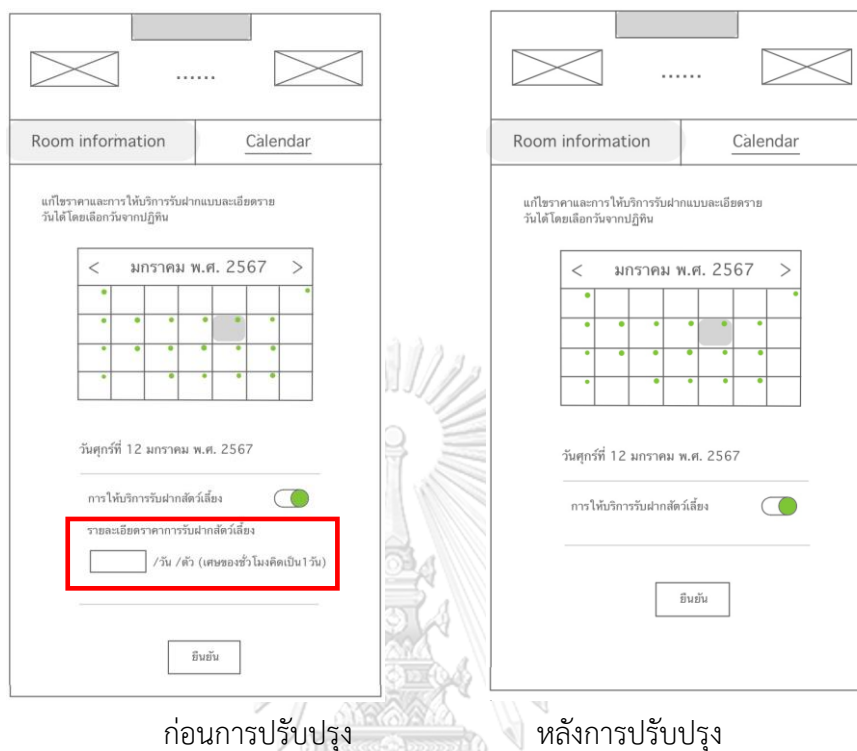 ......
Room information
Calendar
แก้ไขราคาและการให้บริการรับฝากแบบละเอียดราย
วันได้โดยเลือกวันจากปฏิทิน
< มกราคม พ.ศ. 2567 >
วันศุกร์ที่ 12 มกราคม พ.ศ. 2567
การให้บริการรับฝากสัตว์เลี้ยง
รายละเอียดราคาการรับฝากสัตว์เลี้ยง
/วัน /ตัว (เศษของชั่วโมงคิดเป็น1วัน)
ยืนยัน
ก่อนการปรับปรุง
......
Room information
Calendar
แก้ไขราคาและการให้บริการรับฝากแบบละเอียดราย
วันได้โดยเลือกวันจากปฏิทิน
< มกราคม พ.ศ. 2567 >
วันศุกร์ที่ 12 มกราคม พ.ศ. 2567
การให้บริการรับฝากสัตว์เลี้ยง
ยืนยัน
หลังการปรับปรุง